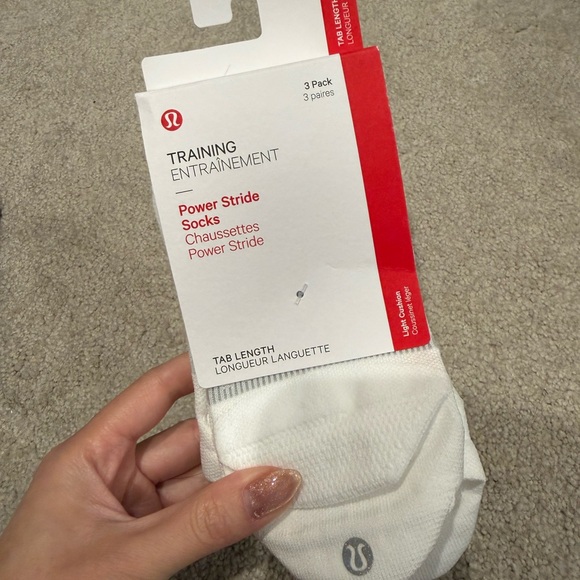 TAB LENGTH
LONGUEUR
3 Pack
3 paires
TRAINING
ENTRAÎNEMENT
Power Stride
Socks
Chaussettes
Power Stride
Light Cushion
Coussinet léger
TAB LENGTH
LONGUEUR LANGUETTE